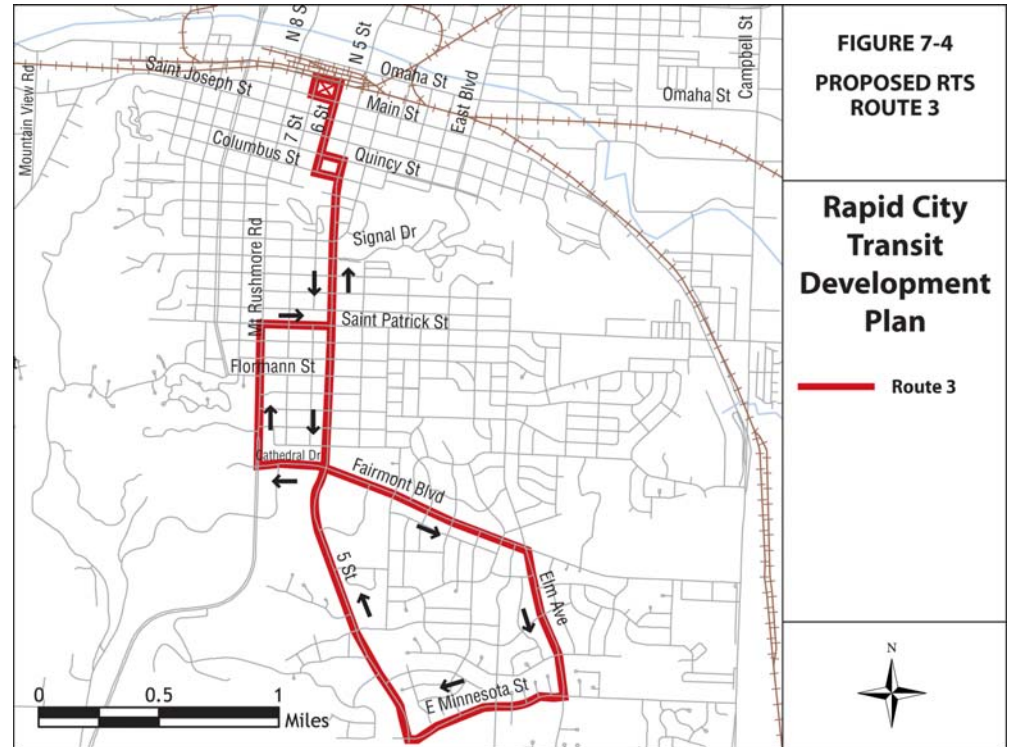 FIGURE 7-4
PROPOSED RTS
ROUTE 3
Rapid City
Transit
Development
Plan
Route 3
N
N 5 St
Omaha St
Saint Joseph St
Mountain View Rd
Main St
East Blvd
Omaha St
Campbell St
7 St
6 St
Columbus St
Quincy St
Signal Dr
Mt Rushmore Rd
Saint Patrick St
Flormann St
Cathedral Dr
Fairmont Blvd
5 St
Elm Ave
E Minnesota St
0 0.5 1
Miles